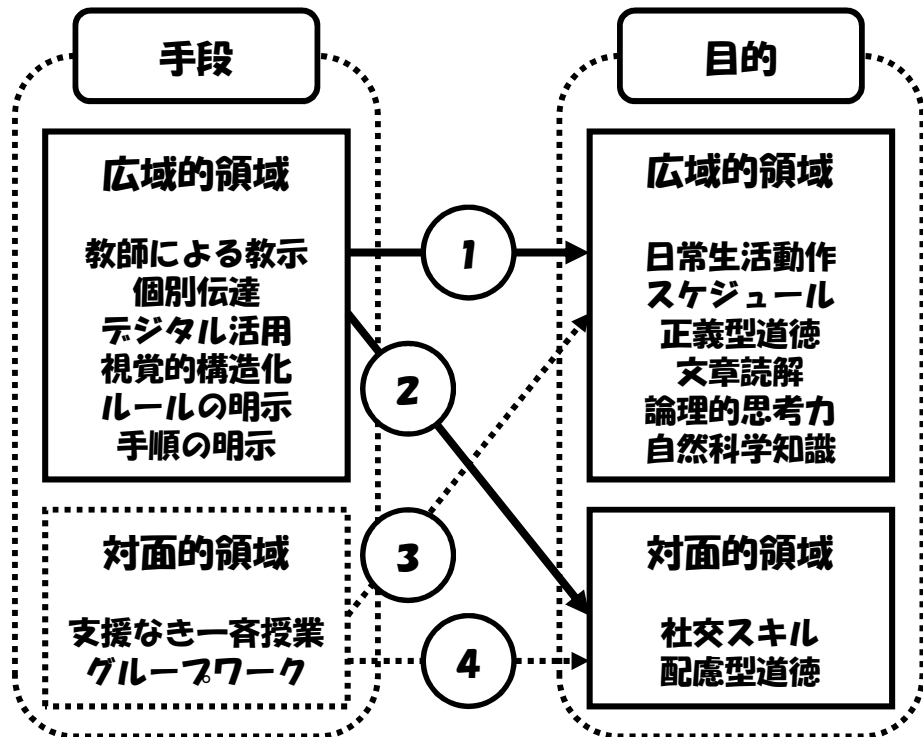 手段
広域的領域
教師による教示
個別伝達
デジタル活用
視覚的構造化
ルールの明示
手順の明示
対面的領域
支援なき一斉授業
グループワーク
1
2
3
4
目的
広域的領域
日常生活動作
スケジュール
正義型道徳
文章読解
論理的思考力
自然科学知識
対面的領域
社交スキル
配慮型道徳